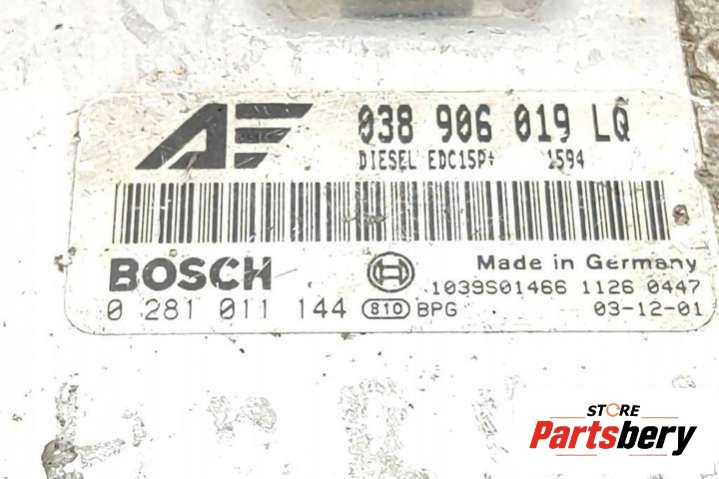 AF 038 906 019 LQ
DIESEL EDC15P+ 1594
BOSCH Made in Germany
1039S01466 1126 0447
0 281 011 144 810 BPG 03-12-01
STORE
Partsbery